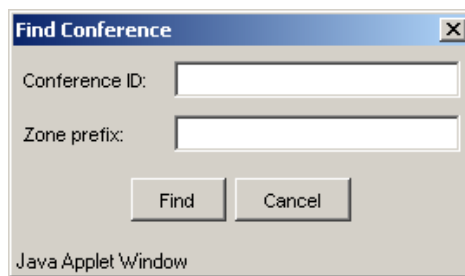 Find Conference
Conference ID:
Zone prefix:
Find Cancel
Java Applet Window